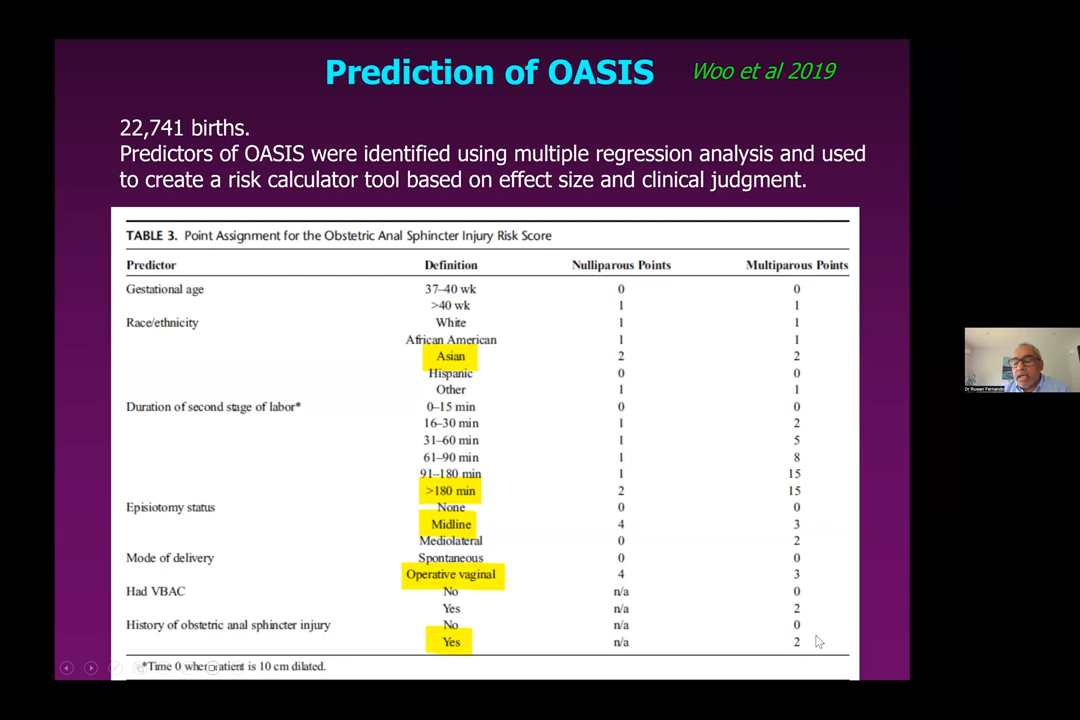 Prediction of OASIS Woo et al 2019
22,741 births.
Predictors of OASIS were identified using multiple regression analysis and used
to create a risk calculator tool based on effect size and clinical judgment.
TABLE 3. Point Assignment for the Obstetric Anal Sphincter Injury Risk Score
Predictor Definition Nulliparous Points Multiparous Points
Gestational age 37–40 wk 0 0
>40 wk 1 1
Race/ethnicity White 1 1
African American 1 1
Asian 2 2
Hispanic 0 0
Other 1 1
Duration of second stage of labor* 0–15 min 0 0
16–30 min 1 2
31–60 min 1 5
61–90 min 1 8
91–180 min 1 15
>180 min 2 15
Episiotomy status None 0 0
Midline 4 3
Mediolateral 0 2
Mode of delivery Spontaneous 0 0
Operative vaginal 4 3
Had VBAC No n/a 0
Yes n/a 2
History of obstetric anal sphincter injury No n/a 0
Yes n/a 2
*Time 0 when patient is 10 cm dilated.
Dr Ruwan Fernando